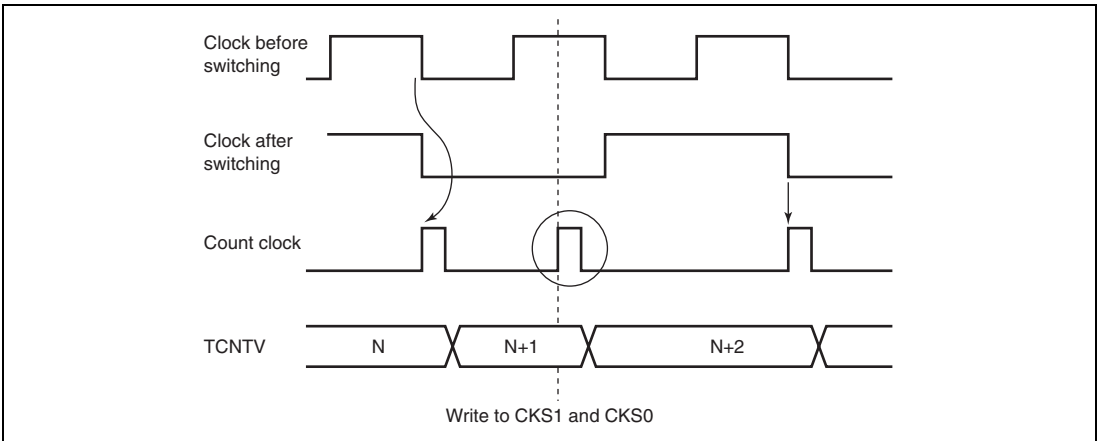 Clock before
switching
Clock after
switching
Count clock
TCNTV
N
N+1
N+2
Write to CKS1 and CKS0